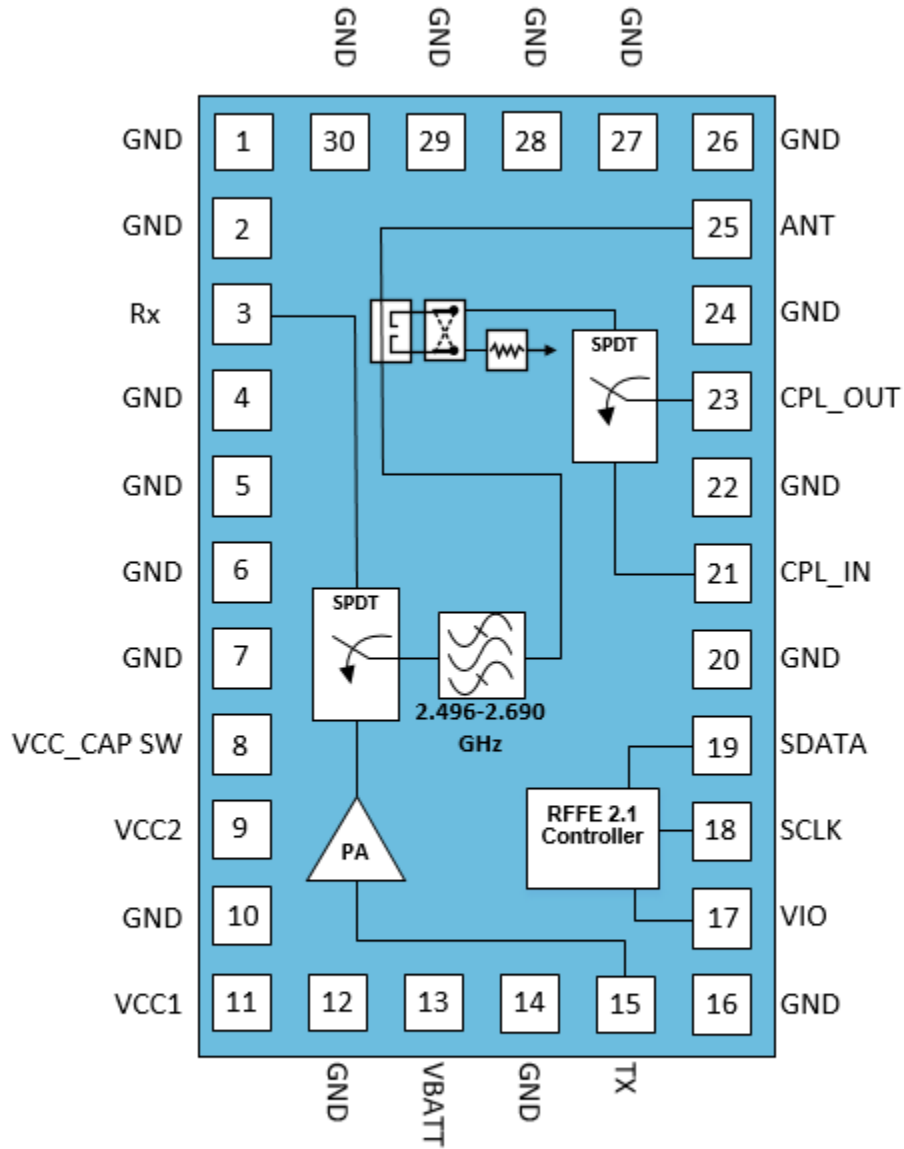 GND GND GND GND
GND 1 30 29 28 27 26 GND
GND 2 25 ANT
Rx 3 24 GND
SPDT
GND 4 23 CPL_OUT
GND 5 22 GND
GND 6 21 CPL_IN
SPDT
GND 7 20 GND
2.496-2.690
GHz
VCC_CAP SW 8 19 SDATA
RFFE 2.1
Controller
VCC2 9 18 SCLK
PA
GND 10 17 VIO
VCC1 11 12 13 14 15 16 GND
GND VBATT GND TX